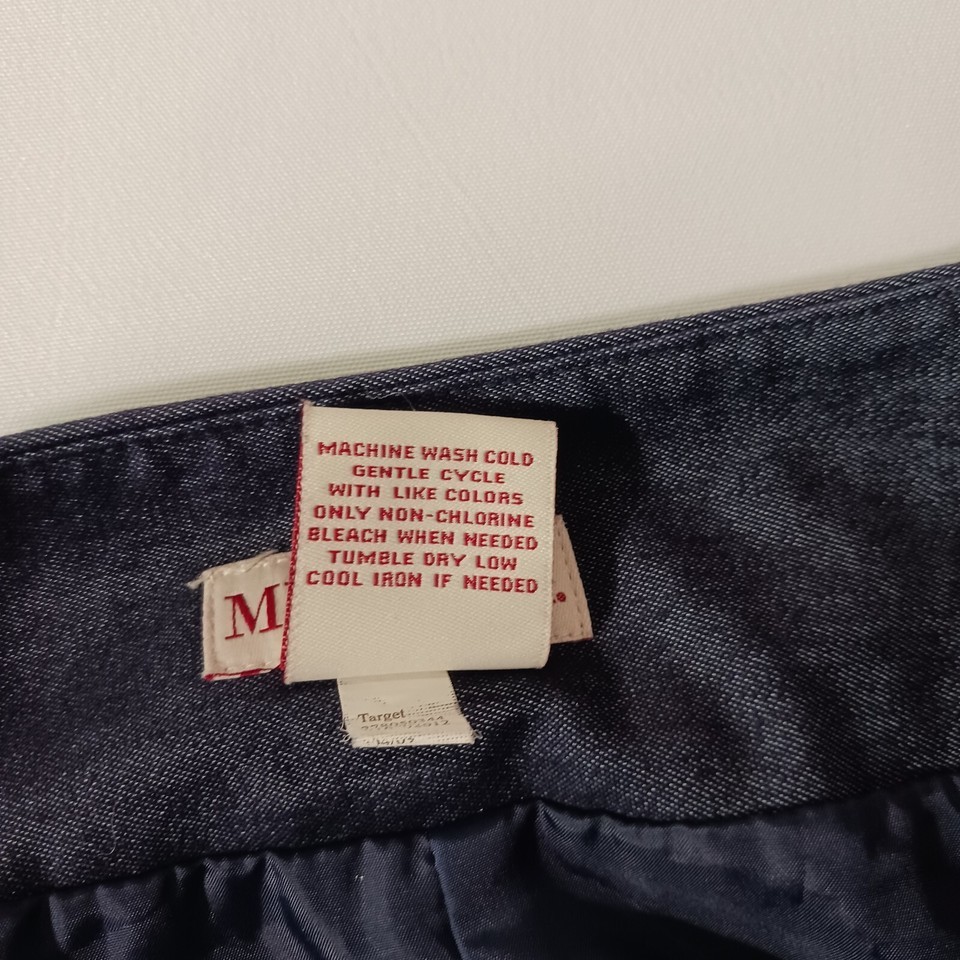 MACHINE WASH COLD
GENTLE CYCLE
WITH LIKE COLORS
ONLY NON-CHLORINE
BLEACH WHEN NEEDED
TUMBLE DRY LOW
COOL IRON IF NEEDED
M
Target